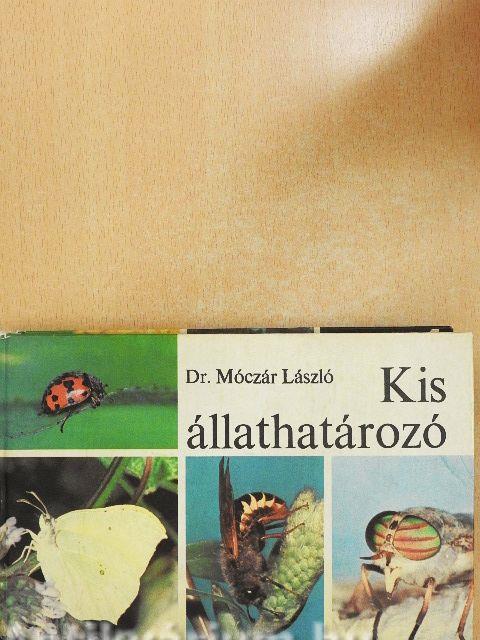 Dr. Móczár László
Kis
állathatározó